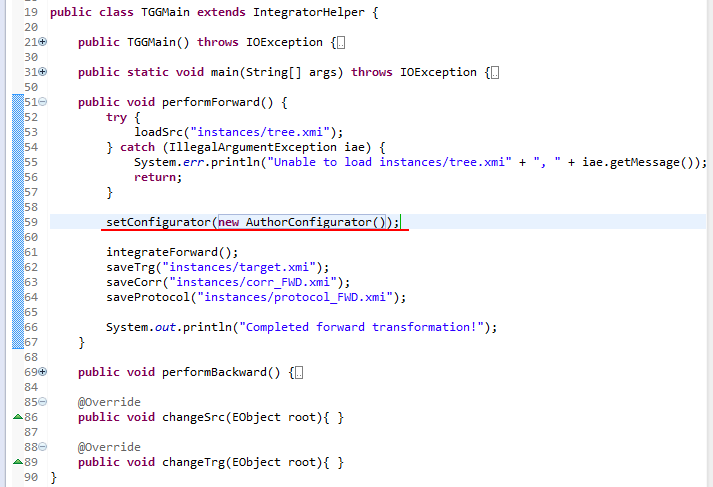 19 public class TGGMain extends IntegratorHelper {
20
21 public TGGMain() throws IOException {
30
31 public static void main(String[] args) throws IOException {
50
51 public void performForward() {
52 try {
53 loadSrc("instances/tree.xmi");
54 } catch (IllegalArgumentException iae) {
55 System.err.println("Unable to load instances/tree.xmi" + ", " + iae.getMessage());
56 return;
57 }
58
59 setConfigurator(new AuthorConfigurator());
60
61 integrateForward();
62 saveTrg("instances/target.xmi");
63 saveCorr("instances/corr_FWD.xmi");
64 saveProtocol("instances/protocol_FWD.xmi");
65
66 System.out.println("Completed forward transformation!");
67 }
68
69 public void performBackward() {
84
85 @Override
86 public void changeSrc(EObject root){ }
87
88 @Override
89 public void changeTrg(EObject root){ }
90 }